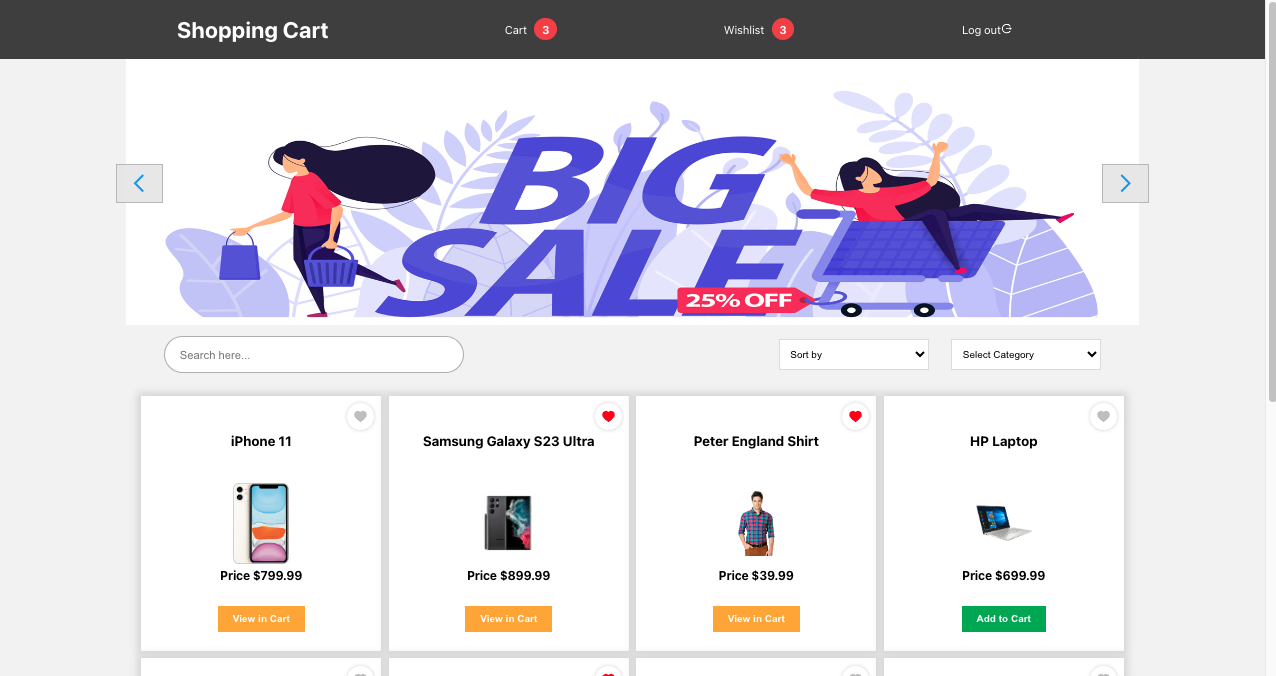 Shopping Cart
Cart 3
Wishlist 3
Log out
BIG
SALE
25% OFF
Search here...
Sort by
Select Category
iPhone 11
Samsung Galaxy S23 Ultra
Peter England Shirt
HP Laptop
Price $799.99
Price $899.99
Price $39.99
Price $699.99
View in Cart
View in Cart
View in Cart
Add to Cart